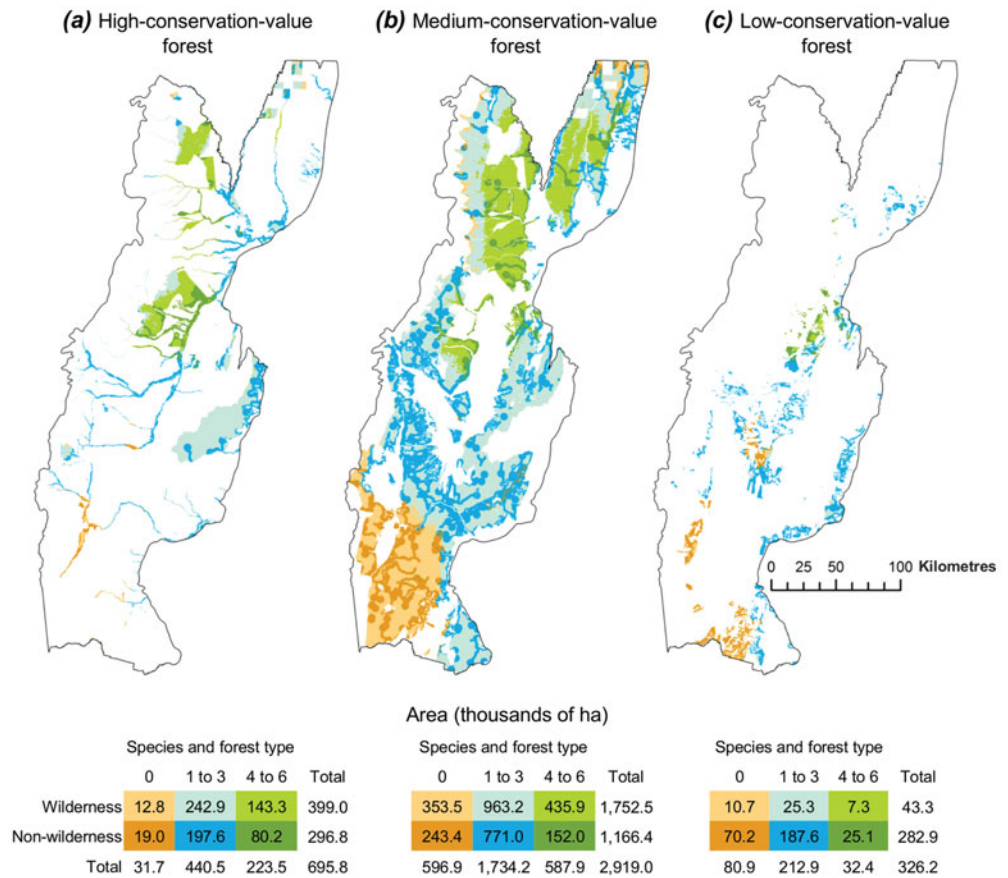 (a) High-conservation-value
forest
(b) Medium-conservation-value
forest
(c) Low-conservation-value
forest
0 25 50 100 Kilometres
Area (thousands of ha)
Species and forest type
0 1 to 3 4 to 6 Total
Wilderness 12.8 242.9 143.3 399.0
Non-wilderness 19.0 197.6 80.2 296.8
Total 31.7 440.5 223.5 695.8
Species and forest type
0 1 to 3 4 to 6 Total
353.5 963.2 435.9 1,752.5
243.4 771.0 152.0 1,166.4
596.9 1,734.2 587.9 2,919.0
Species and forest type
0 1 to 3 4 to 6 Total
10.7 25.3 7.3 43.3
70.2 187.6 25.1 282.9
80.9 212.9 32.4 326.2